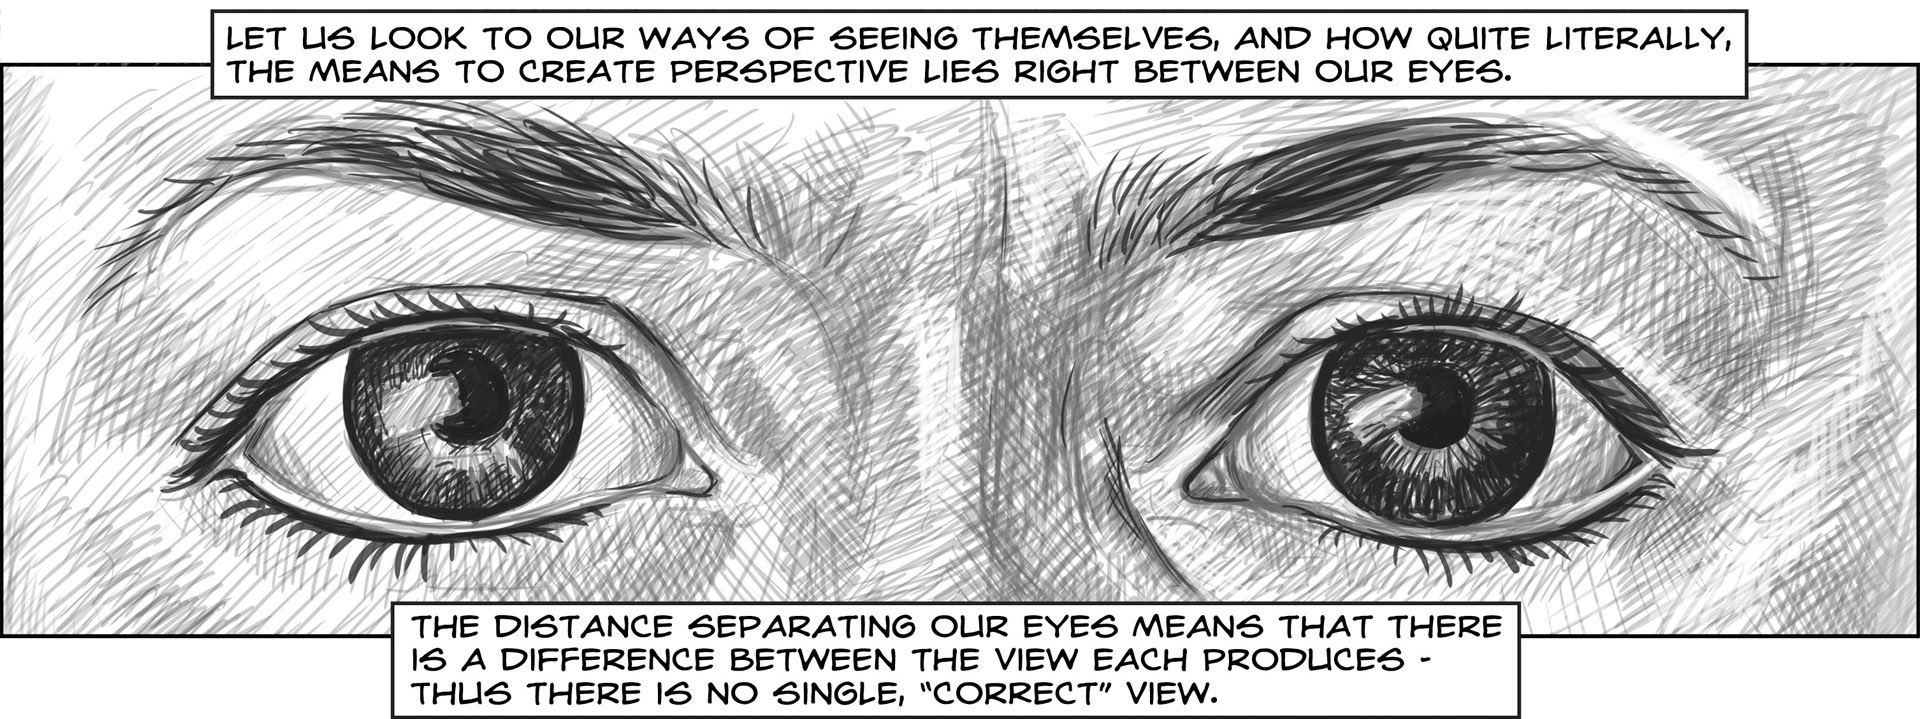 LET US LOOK TO OUR WAYS OF SEEING THEMSELVES, AND HOW QUITE LITERALLY,
THE MEANS TO CREATE PERSPECTIVE LIES RIGHT BETWEEN OUR EYES.
THE DISTANCE SEPARATING OUR EYES MEANS THAT THERE
IS A DIFFERENCE BETWEEN THE VIEW EACH PRODUCES -
THUS THERE IS NO SINGLE, “CORRECT” VIEW.